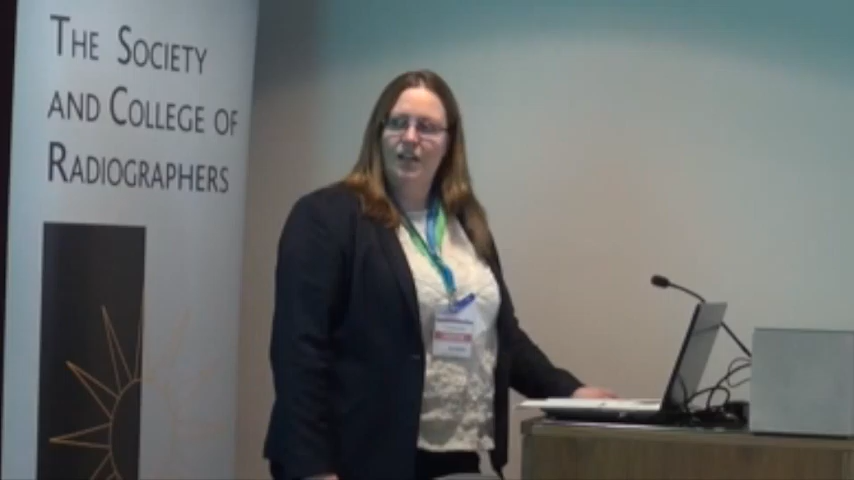 THE SOCIETY
AND COLLEGE OF
RADIOGRAPHERS